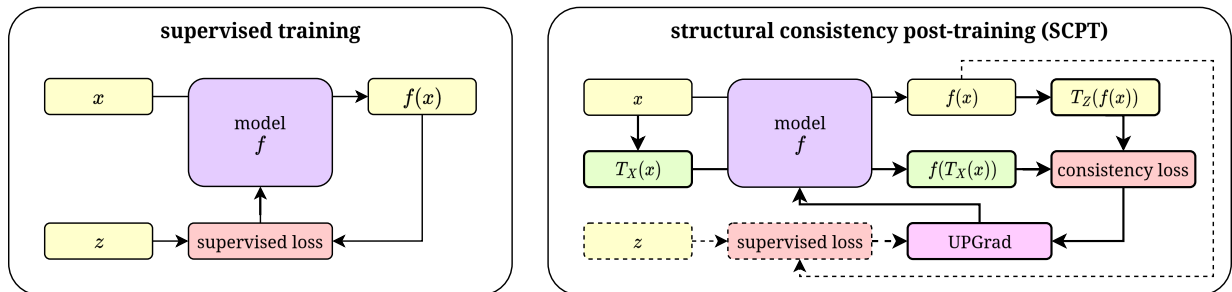 supervised training
x
f(x)
model
f
z
supervised loss
structural consistency post-training (SCPT)
x
f(x)
T_Z(f(x))
model
f
T_X(x)
f(T_X(x))
consistency loss
z
supervised loss
UPGrad